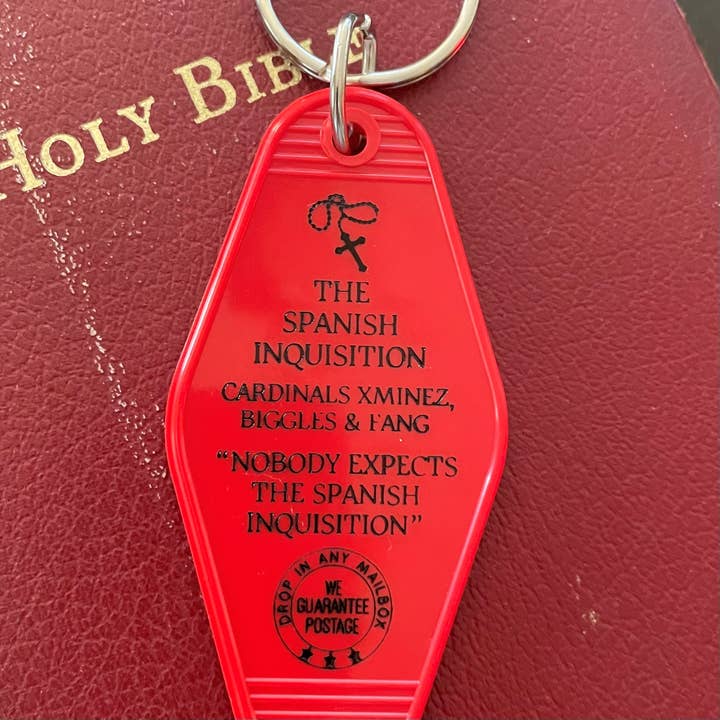 HOLY BIBLE
THE
SPANISH
INQUISITION
CARDINALS XMINEZ,
BIGGLES & FANG
“NOBODY EXPECTS
THE SPANISH
INQUISITION”
DROP IN ANY MAILBOX
WE
GUARANTEE
POSTAGE